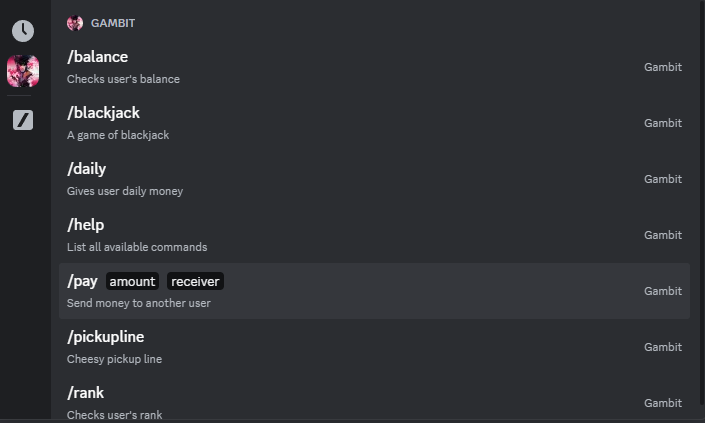 GAMBIT
/balance
Checks user's balance
Gambit
/blackjack
A game of blackjack
Gambit
/daily
Gives user daily money
Gambit
/help
List all available commands
Gambit
/pay amount receiver
Send money to another user
Gambit
/pickupline
Cheesy pickup line
Gambit
/rank
Checks user's rank
Gambit